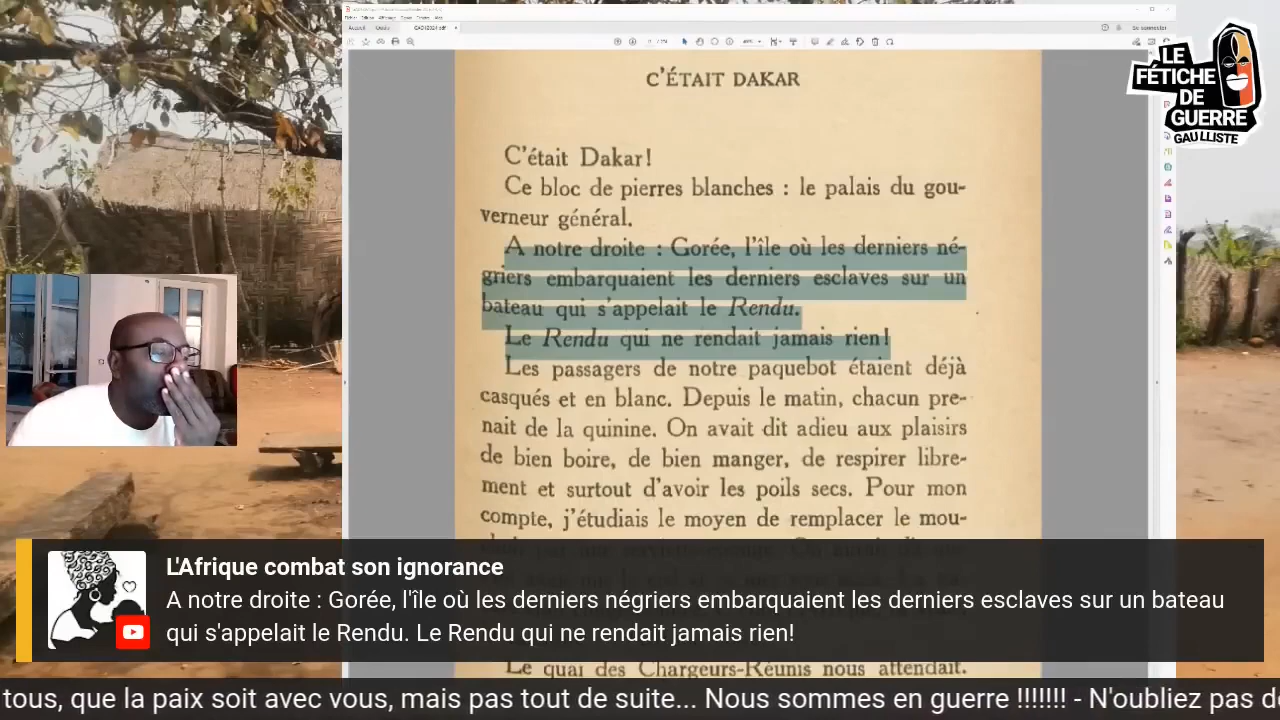 Accueil
Outils
Se connecter
LE
FÉTICHE
DE
GUERRE
GAULLISTE
C'ÉTAIT DAKAR
C'était Dakar!
Ce bloc de pierres blanches : le palais du gou-
verneur général.
A notre droite : Gorée, l'île où les derniers né-
griers embarquaient les derniers esclaves sur un
bateau qui s'appelait le Rendu.
Le Rendu qui ne rendait jamais rien!
Les passagers de notre paquebot étaient déjà
casqués et en blanc. Depuis le matin, chacun pre-
nait de la quinine. On avait dit adieu aux plaisirs
de bien boire, de bien manger, de respirer libre-
ment et surtout d'avoir les poils secs. Pour mon
compte, j'étudiais le moyen de remplacer le mou-
Le quai des Chargeurs-Réunis nous attendait.
L'Afrique combat son ignorance
A notre droite : Gorée, l'île où les derniers négriers embarquaient les derniers esclaves sur un bateau
qui s'appelait le Rendu. Le Rendu qui ne rendait jamais rien!
tous, que la paix soit avec vous, mais pas tout de suite... Nous sommes en guerre !!!!!!! - N'oubliez pas d